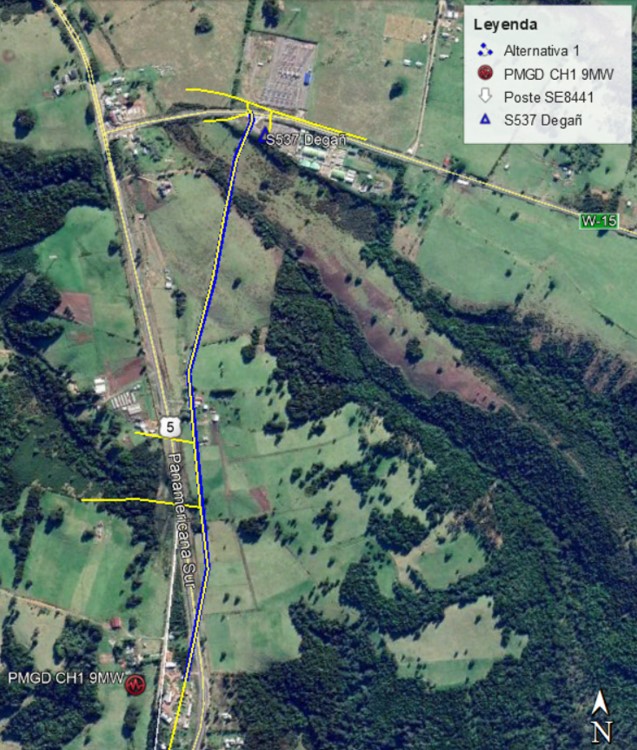 Leyenda
Alternativa 1
PMGD CH1 9MW
Poste SE8441
S537 Degañ
S537 Degañ
W-15
5
Panamericana Sur
PMGD CH1 9MW
N